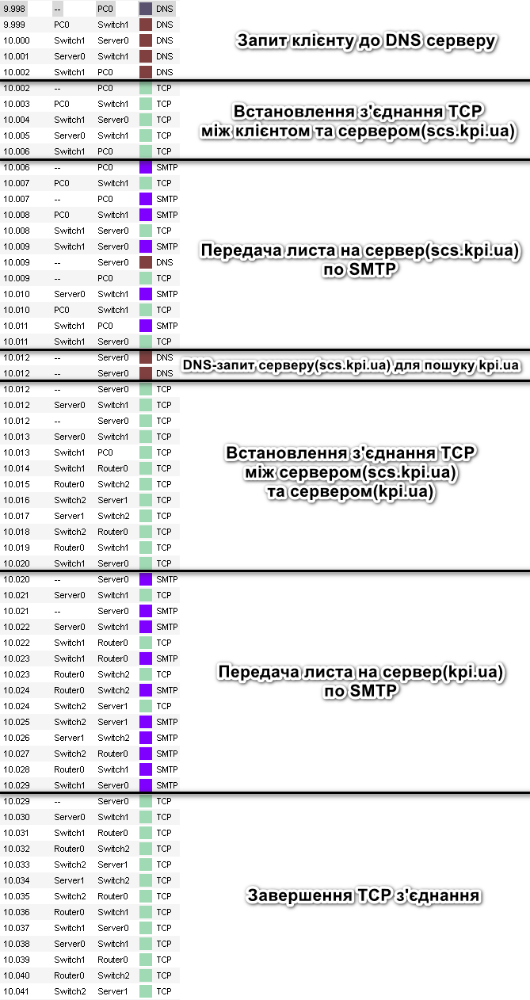 9.998 -- PC0 DNS
9.999 PC0 Switch1 DNS
10.000 Switch1 Server0 DNS
10.001 Server0 Switch1 DNS
10.002 Switch1 PC0 DNS
Запит клієнту до DNS серверу
10.002 -- PC0 TCP
10.003 PC0 Switch1 TCP
10.004 Switch1 Server0 TCP
10.005 Server0 Switch1 TCP
10.006 Switch1 PC0 TCP
Встановлення з'єднання TCP
між клієнтом та сервером(scs.kpi.ua)
10.006 -- PC0 SMTP
10.007 PC0 Switch1 TCP
10.007 -- PC0 SMTP
10.008 PC0 Switch1 SMTP
10.008 Switch1 Server0 TCP
10.009 Switch1 Server0 SMTP
10.009 -- Server0 DNS
10.009 -- PC0 TCP
10.010 Server0 Switch1 SMTP
10.010 PC0 Switch1 TCP
10.011 Switch1 PC0 SMTP
10.011 Switch1 Server0 TCP
Передача листа на сервер(scs.kpi.ua)
по SMTP
10.012 -- Server0 DNS
10.012 -- Server0 DNS
DNS-запит серверу(scs.kpi.ua) для пошуку kpi.ua
10.012 -- Server0 TCP
10.012 Server0 Switch1 TCP
10.012 -- Server0 TCP
10.013 Server0 Switch1 TCP
10.013 Switch1 PC0 TCP
10.014 Switch1 Router0 TCP
10.015 Router0 Switch2 TCP
10.016 Switch2 Server1 TCP
10.017 Server1 Switch2 TCP
10.018 Switch2 Router0 TCP
10.019 Router0 Switch1 TCP
10.020 Switch1 Server0 TCP
Встановлення з'єднання TCP
між сервером(scs.kpi.ua)
та сервером(kpi.ua)
10.020 -- Server0 SMTP
10.021 Server0 Switch1 TCP
10.021 -- Server0 SMTP
10.022 Server0 Switch1 SMTP
10.022 Switch1 Router0 TCP
10.023 Switch1 Router0 SMTP
10.023 Router0 Switch2 TCP
10.024 Router0 Switch2 SMTP
10.024 Switch2 Server1 TCP
10.025 Switch2 Server1 SMTP
10.026 Server1 Switch2 SMTP
10.027 Switch2 Router0 SMTP
10.028 Router0 Switch1 SMTP
10.029 Switch1 Server0 SMTP
Передача листа на сервер(kpi.ua)
по SMTP
10.029 -- Server0 TCP
10.030 Server0 Switch1 TCP
10.031 Switch1 Router0 TCP
10.032 Router0 Switch2 TCP
10.033 Switch2 Server1 TCP
10.034 Server1 Switch2 TCP
10.035 Switch2 Router0 TCP
10.036 Router0 Switch1 TCP
10.037 Switch1 Server0 TCP
10.038 Server0 Switch1 TCP
10.039 Switch1 Router0 TCP
10.040 Router0 Switch2 TCP
10.041 Switch2 Server1 TCP
Завершення TCP з'єднання